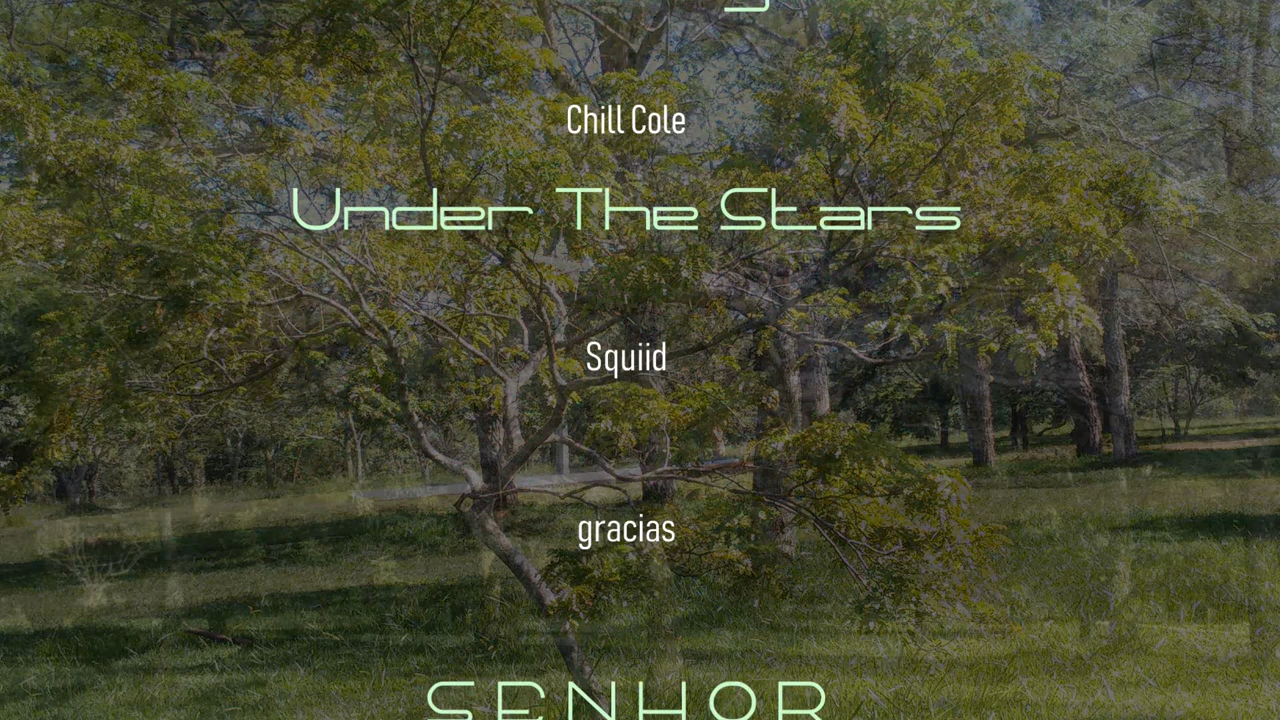 Chill Cole
Under The Stars
Squiid
gracias
SENHOR